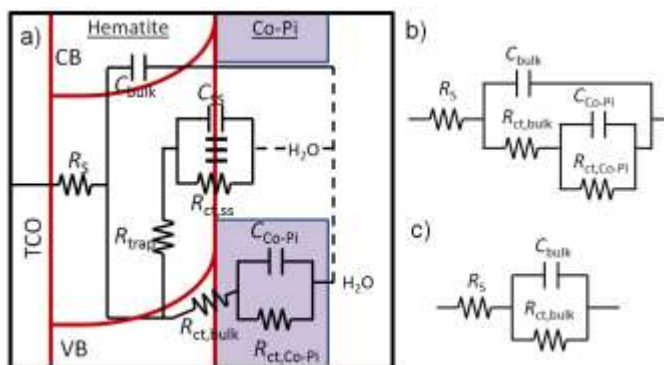 a)
Hematite
Co-Pi
CB
C_bulk
C_ss
R_s
H₂O
R_ct,ss
R_trap
TCO
C_Co-Pi
H₂O
R_ct,bulk
R_ct,Co-Pi
VB
b)
C_bulk
R_s
C_Co-Pi
R_ct,bulk
R_ct,Co-Pi
c)
C_bulk
R_s
R_ct,bulk